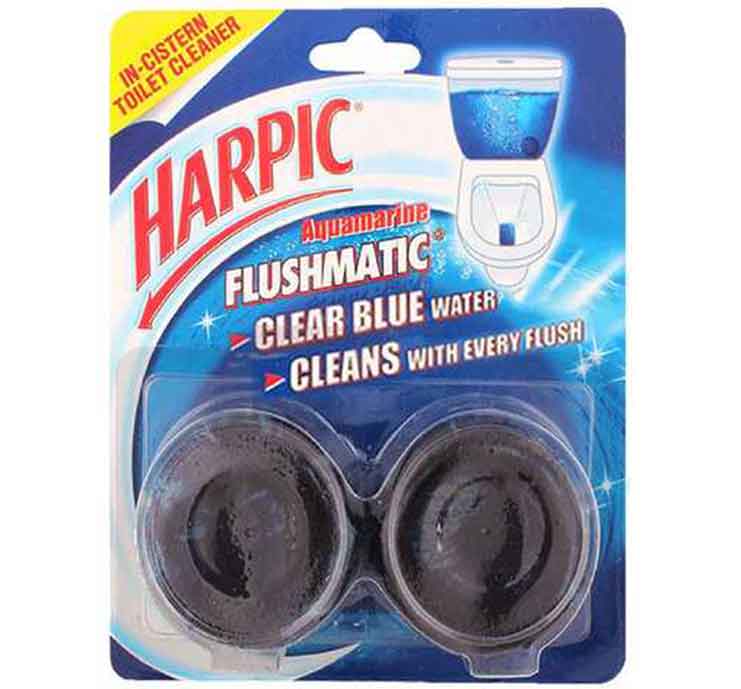 IN-CISTERN
TOILET CLEANER
HARPIC®
Aquamarine
FLUSHMATIC®
CLEAR BLUE WATER
CLEANS WITH EVERY FLUSH